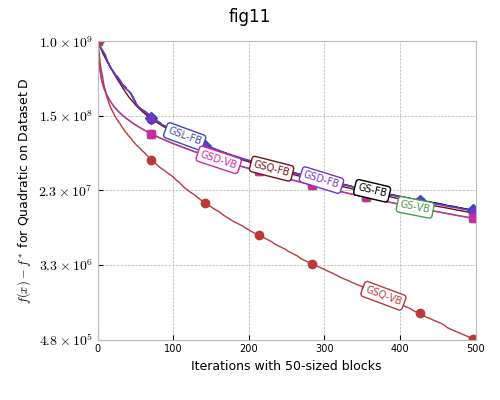 fig11
1.0 × 10⁹
1.5 × 10⁸
2.3 × 10⁷
3.3 × 10⁶
4.8 × 10⁵
f(x) − f* for Quadratic on Dataset D
GSL-FB
GSD-VB
GSQ-FB
GSD-FB
GS-FB
GS-VB
GSQ-VB
0 100 200 300 400 500
Iterations with 50-sized blocks